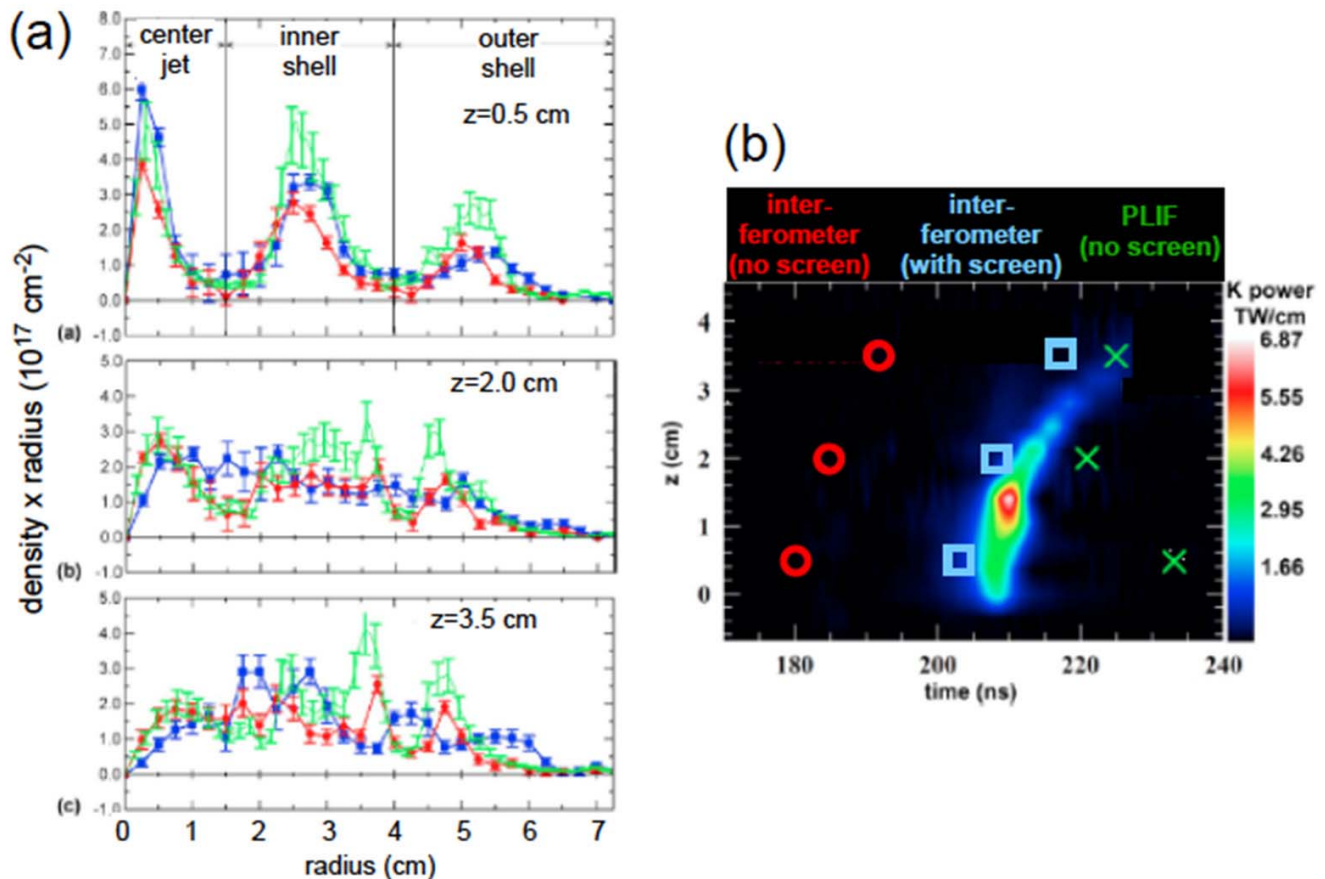 (a)
8.0
7.0
6.0
5.0
4.0
3.0
2.0
1.0
0.0
-1.0
center
jet
inner
shell
outer
shell
z=0.5 cm
(a)
5.0
4.0
3.0
2.0
1.0
0.0
-1.0
z=2.0 cm
(b)
5.0
4.0
3.0
2.0
1.0
0.0
-1.0
z=3.5 cm
(c)
0 1 2 3 4 5 6 7
radius (cm)
density x radius (10¹⁷ cm⁻²)
(b)
inter-
ferometer
(no screen)
inter-
ferometer
(with screen)
PLIF
(no screen)
K power
TW/cm
6.87
5.55
4.26
2.95
1.66
4
3
2
1
0
z (cm)
180 200 220 240
time (ns)